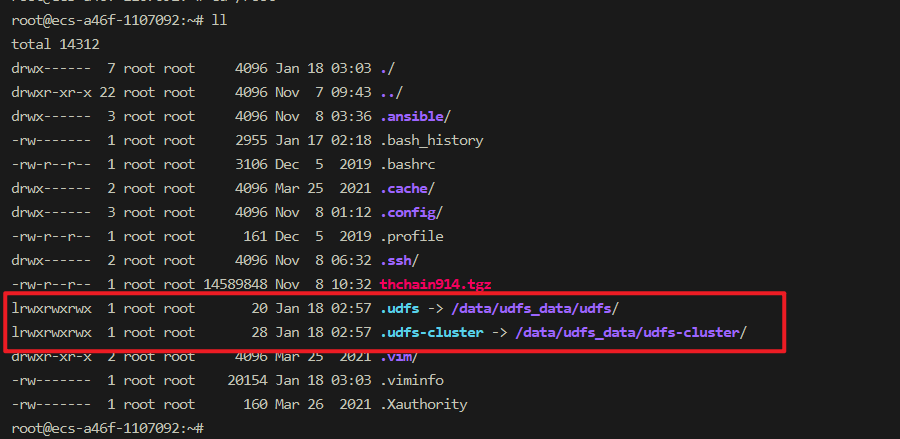 root@ecs-a46f-1107092:~# ll
total 14312
drwx------  7 root root     4096 Jan 18 03:03 ./
drwxr-xr-x 22 root root     4096 Nov  7 09:43 ../
drwx------  3 root root     4096 Nov  8 03:36 .ansible/
-rw-------  1 root root     2955 Jan 17 02:18 .bash_history
-rw-r--r--  1 root root     3106 Dec  5  2019 .bashrc
drwx------  2 root root     4096 Mar 25  2021 .cache/
drwx------  3 root root     4096 Nov  8 01:12 .config/
-rw-r--r--  1 root root      161 Dec  5  2019 .profile
drwx------  2 root root     4096 Nov  8 06:32 .ssh/
-rw-r--r--  1 root root 14589848 Nov  8 10:32 thchain914.tgz
lrwxrwxrwx  1 root root       20 Jan 18 02:57 .udfs -> /data/udfs_data/udfs/
lrwxrwxrwx  1 root root       28 Jan 18 02:57 .udfs-cluster -> /data/udfs_data/udfs-cluster/
drwxr-xr-x  2 root root     4096 Mar 25  2021 .vim/
-rw-------  1 root root    20154 Jan 18 03:03 .viminfo
-rw-------  1 root root      160 Mar 26  2021 .Xauthority
root@ecs-a46f-1107092:~#